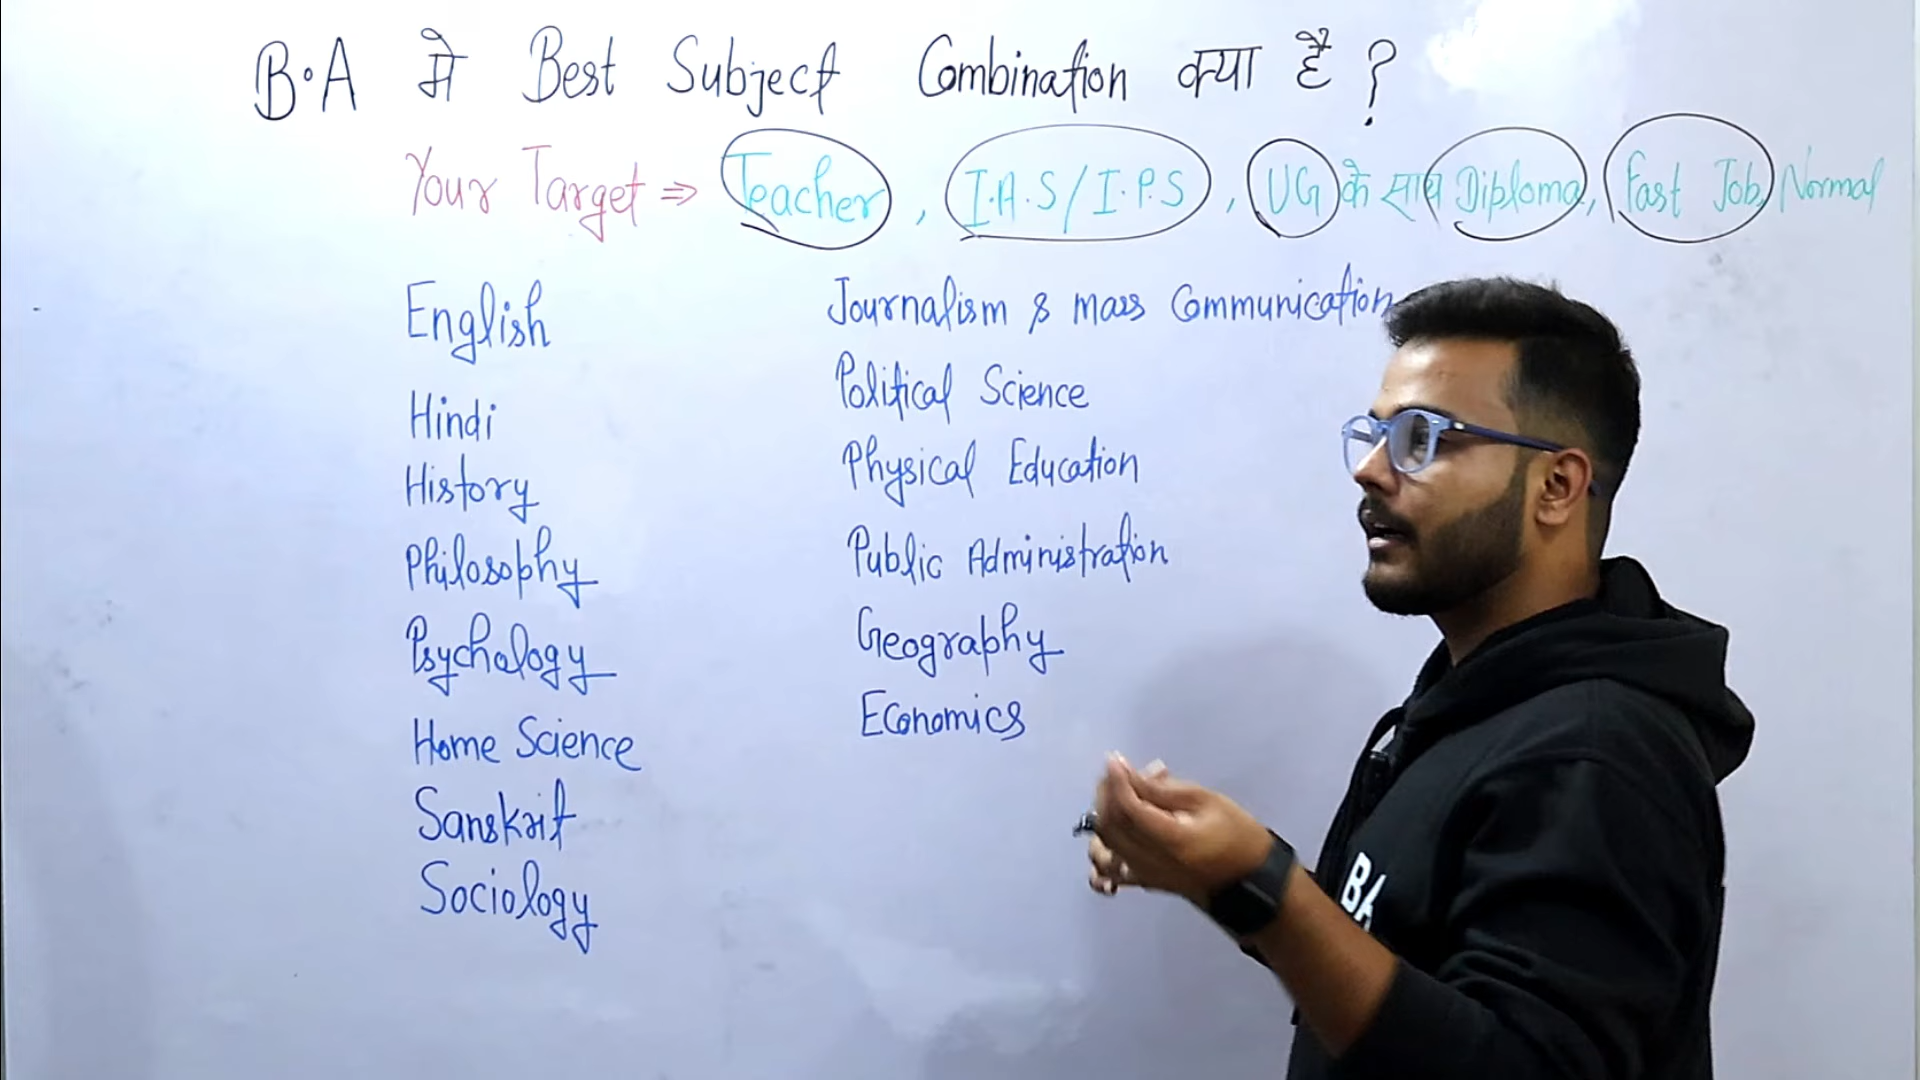 B.A मे Best Subject Combination क्या है ?
Your Target ⇒ Teacher, I.A.S/I.P.S, UG के साथ Diploma, Fast Job, Normal
English
Hindi
History
Philosophy
Psychology
Home Science
Sanskrit
Sociology
Journalism & mass Communication
Political Science
Physical Education
Public Administration
Geography
Economics
BA